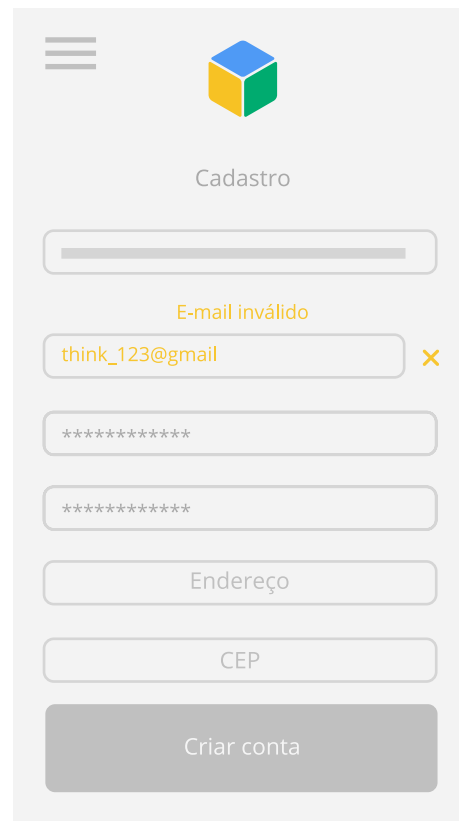 Cadastro
E-mail inválido
think_123@gmail
************
************
Endereço
CEP
Criar conta